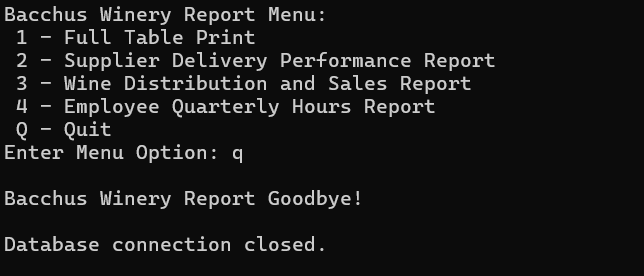 Bacchus Winery Report Menu:
 1 - Full Table Print
 2 - Supplier Delivery Performance Report
 3 - Wine Distribution and Sales Report
 4 - Employee Quarterly Hours Report
 Q - Quit
Enter Menu Option: q
Bacchus Winery Report Goodbye!
Database connection closed.